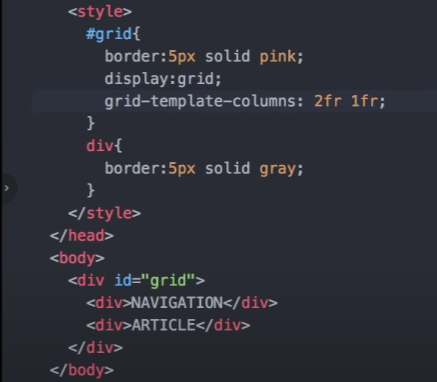 <style>
#grid{
border:5px solid pink;
display:grid;
grid-template-columns: 2fr 1fr;
}
div{
border:5px solid gray;
}
</style>
</head>
<body>
<div id="grid">
<div>NAVIGATION</div>
<div>ARTICLE</div>
</div>
</body>